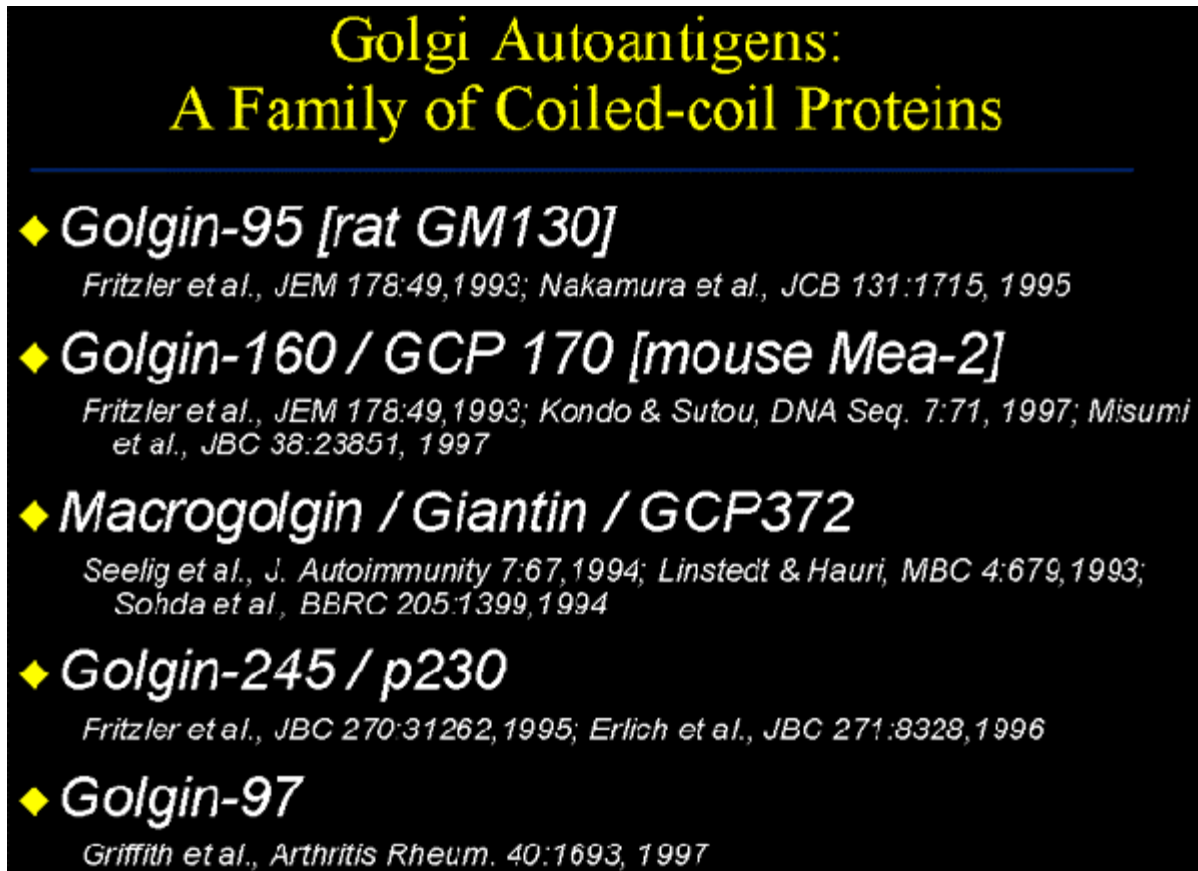 Golgi Autoantigens:
A Family of Coiled-coil Proteins
Golgin-95 [rat GM130]
Fritzler et al., JEM 178:49,1993; Nakamura et al., JCB 131:1715, 1995
Golgin-160 / GCP 170 [mouse Mea-2]
Fritzler et al., JEM 178:49,1993; Kondo & Sutou, DNA Seq. 7:71, 1997; Misumi
et al., JBC 38:23851, 1997
Macrogolgin / Giantin / GCP372
Seelig et al., J. Autoimmunity 7:67,1994; Linstedt & Hauri, MBC 4:679,1993;
Sohda et al., BBRC 205:1399,1994
Golgin-245 / p230
Fritzler et al., JBC 270:31262,1995; Erlich et al., JBC 271:8328,1996
Golgin-97
Griffith et al., Arthritis Rheum. 40:1693, 1997